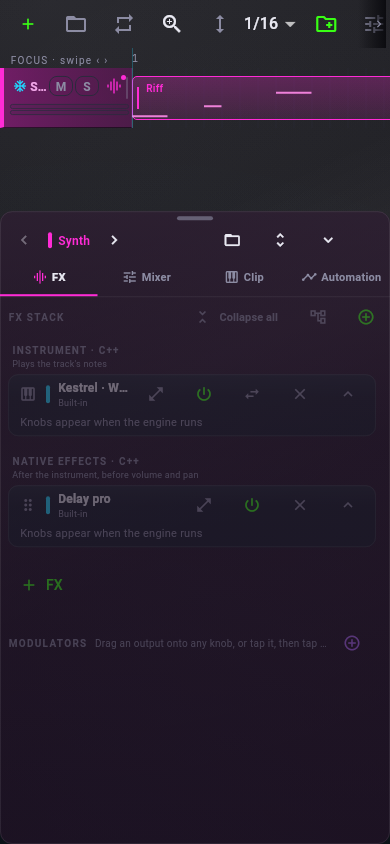 1/16
FOCUS · swipe ‹ ›
1
S... M S
Riff
Synth
FX Mixer Clip Automation
FX STACK Collapse all
INSTRUMENT · C++
Plays the track's notes
Kestrel · W...
Built-in
Knobs appear when the engine runs
NATIVE EFFECTS · C++
After the instrument, before volume and pan
Delay pro
Built-in
Knobs appear when the engine runs
+ FX
MODULATORS Drag an output onto any knob, or tap it, then tap ...